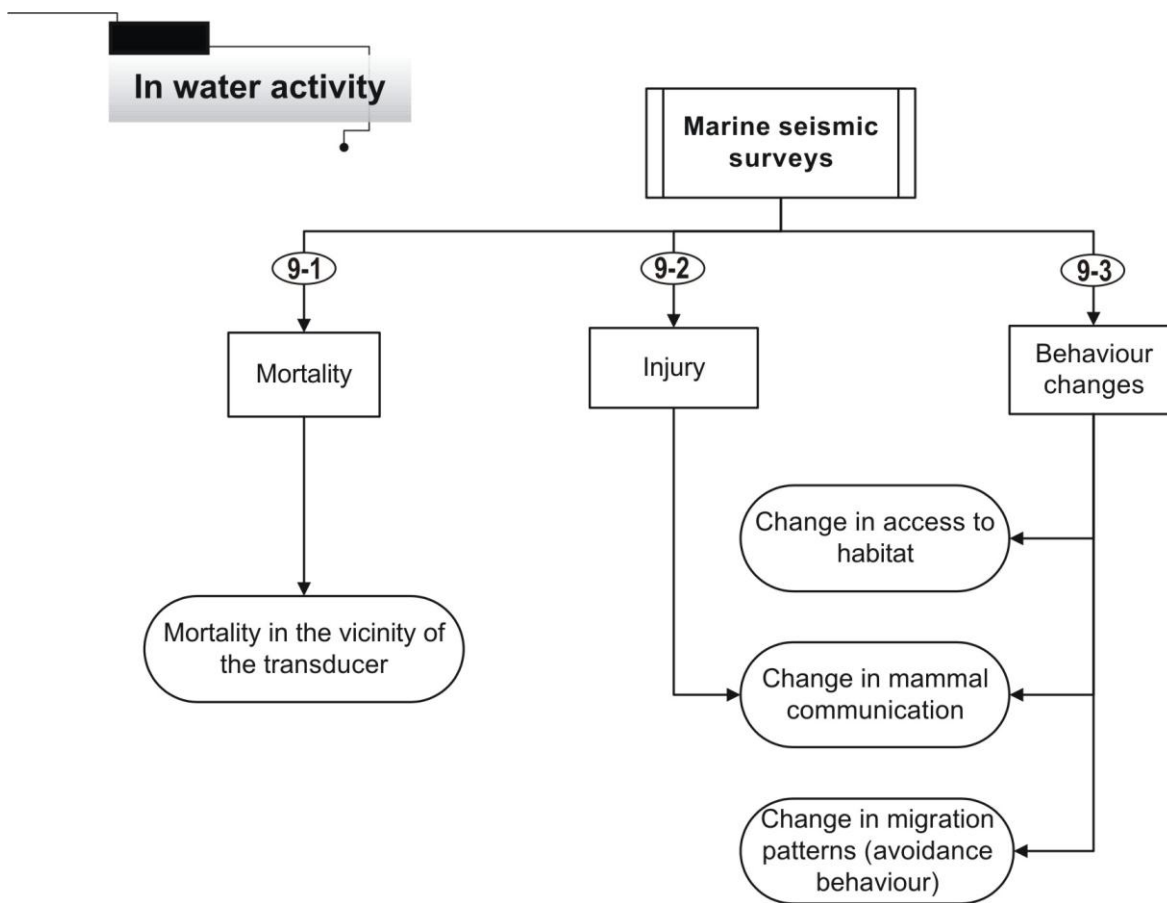 In water activity
Marine seismic
surveys
9-1
9-2
9-3
Mortality
Injury
Behaviour
changes
Change in access to
habitat
Mortality in the vicinity of
the transducer
Change in mammal
communication
Change in migration
patterns (avoidance
behaviour)